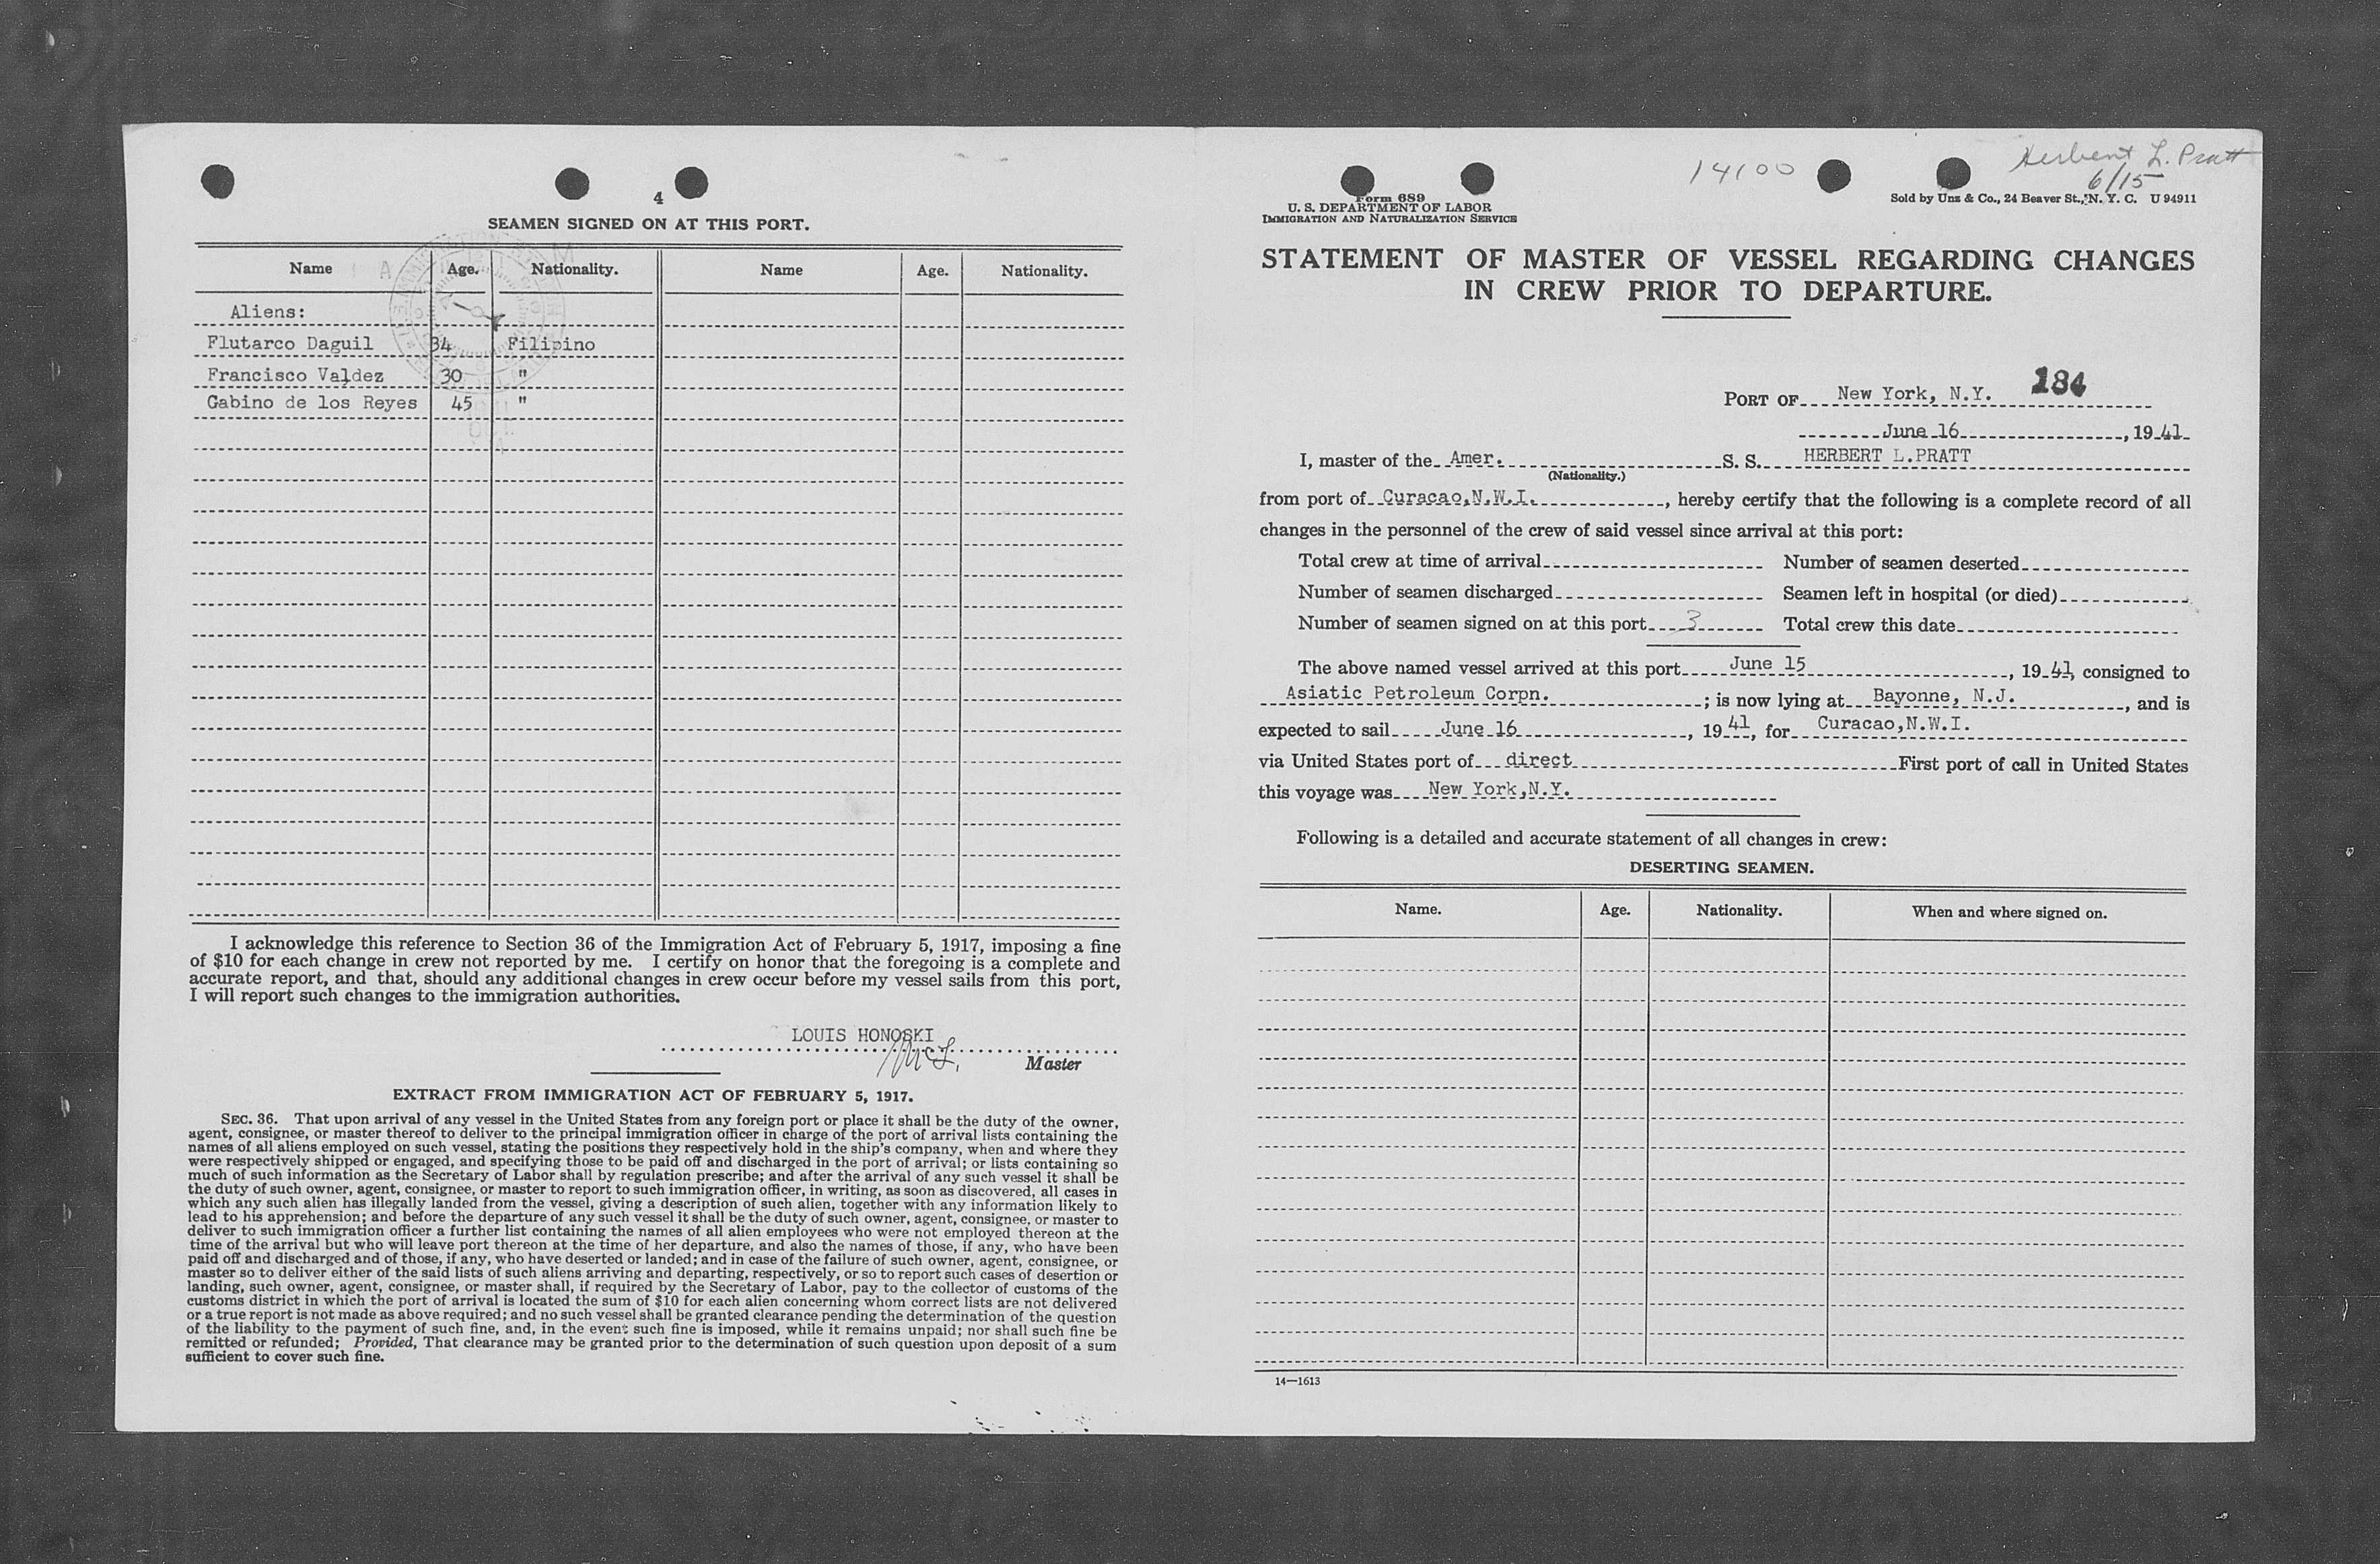 4
SEAMEN SIGNED ON AT THIS PORT.
Name Age. Nationality. Name Age. Nationality.
Aliens:
Flutarco Daguil 34 Filipino
Francisco Valdez 30 "
Gabino de los Reyes 45 "
I acknowledge this reference to Section 36 of the Immigration Act of February 5, 1917, imposing a fine
of $10 for each change in crew not reported by me. I certify on honor that the foregoing is a complete and
accurate report, and that, should any additional changes in crew occur before my vessel sails from this port,
I will report such changes to the immigration authorities.
LOUIS HONOSKI
Master
EXTRACT FROM IMMIGRATION ACT OF FEBRUARY 5, 1917.
SEC. 36. That upon arrival of any vessel in the United States from any foreign port or place it shall be the duty of the owner,
agent, consignee, or master thereof to deliver to the principal immigration officer in charge of the port of arrival lists containing the
names of all aliens employed on such vessel, stating the positions they respectively hold in the ship's company, when and where they
were respectively shipped or engaged, and specifying those to be paid off and discharged in the port of arrival; or lists containing so
much of such information as the Secretary of Labor shall by regulation prescribe; and after the arrival of any such vessel it shall be
the duty of such owner, agent, consignee, or master to report to such immigration officer, in writing, as soon as discovered, all cases in
which any such alien has illegally landed from the vessel, giving a description of such alien, together with any information likely to
lead to his apprehension; and before the departure of any such vessel it shall be the duty of such owner, agent, consignee, or master to
deliver to such immigration officer a further list containing the names of all alien employees who were not employed thereon at the
time of the arrival but who will leave port thereon at the time of her departure, and also the names of those, if any, who have been
paid off and discharged and of those, if any, who have deserted or landed; and in case of the failure of such owner, agent, consignee, or
master so to deliver either of the said lists of such aliens arriving and departing, respectively, or so to report such cases of desertion or
landing, such owner, agent, consignee, or master shall, if required by the Secretary of Labor, pay to the collector of customs of the
customs district in which the port of arrival is located the sum of $10 for each alien concerning whom correct lists are not delivered
or a true report is not made as above required; and no such vessel shall be granted clearance pending the determination of the question
of the liability to the payment of such fine, and, in the event such fine is imposed, while it remains unpaid; nor shall such fine be
remitted or refunded; Provided, That clearance may be granted prior to the determination of such question upon deposit of a sum
sufficient to cover such fine.
14100 Herbert L. Pratt
6/15
Form 689
U. S. DEPARTMENT OF LABOR
IMMIGRATION AND NATURALIZATION SERVICE
Sold by Unz & Co., 24 Beaver St., N. Y. C. U 94911
STATEMENT OF MASTER OF VESSEL REGARDING CHANGES
IN CREW PRIOR TO DEPARTURE.
PORT OF New York, N.Y. 184
June 16, 1941
I, master of the Amer. S. S. HERBERT L.PRATT
(Nationality.)
from port of Curacao,N.W.I., hereby certify that the following is a complete record of all
changes in the personnel of the crew of said vessel since arrival at this port:
Total crew at time of arrival Number of seamen deserted
Number of seamen discharged Seamen left in hospital (or died)
Number of seamen signed on at this port 3 Total crew this date
The above named vessel arrived at this port June 15, 1941, consigned to
Asiatic Petroleum Corpn.; is now lying at Bayonne, N.J., and is
expected to sail June 16, 1941, for Curacao,N.W.I.
via United States port of direct First port of call in United States
this voyage was New York,N.Y.
Following is a detailed and accurate statement of all changes in crew:
DESERTING SEAMEN.
Name. Age. Nationality. When and where signed on.
14—1613